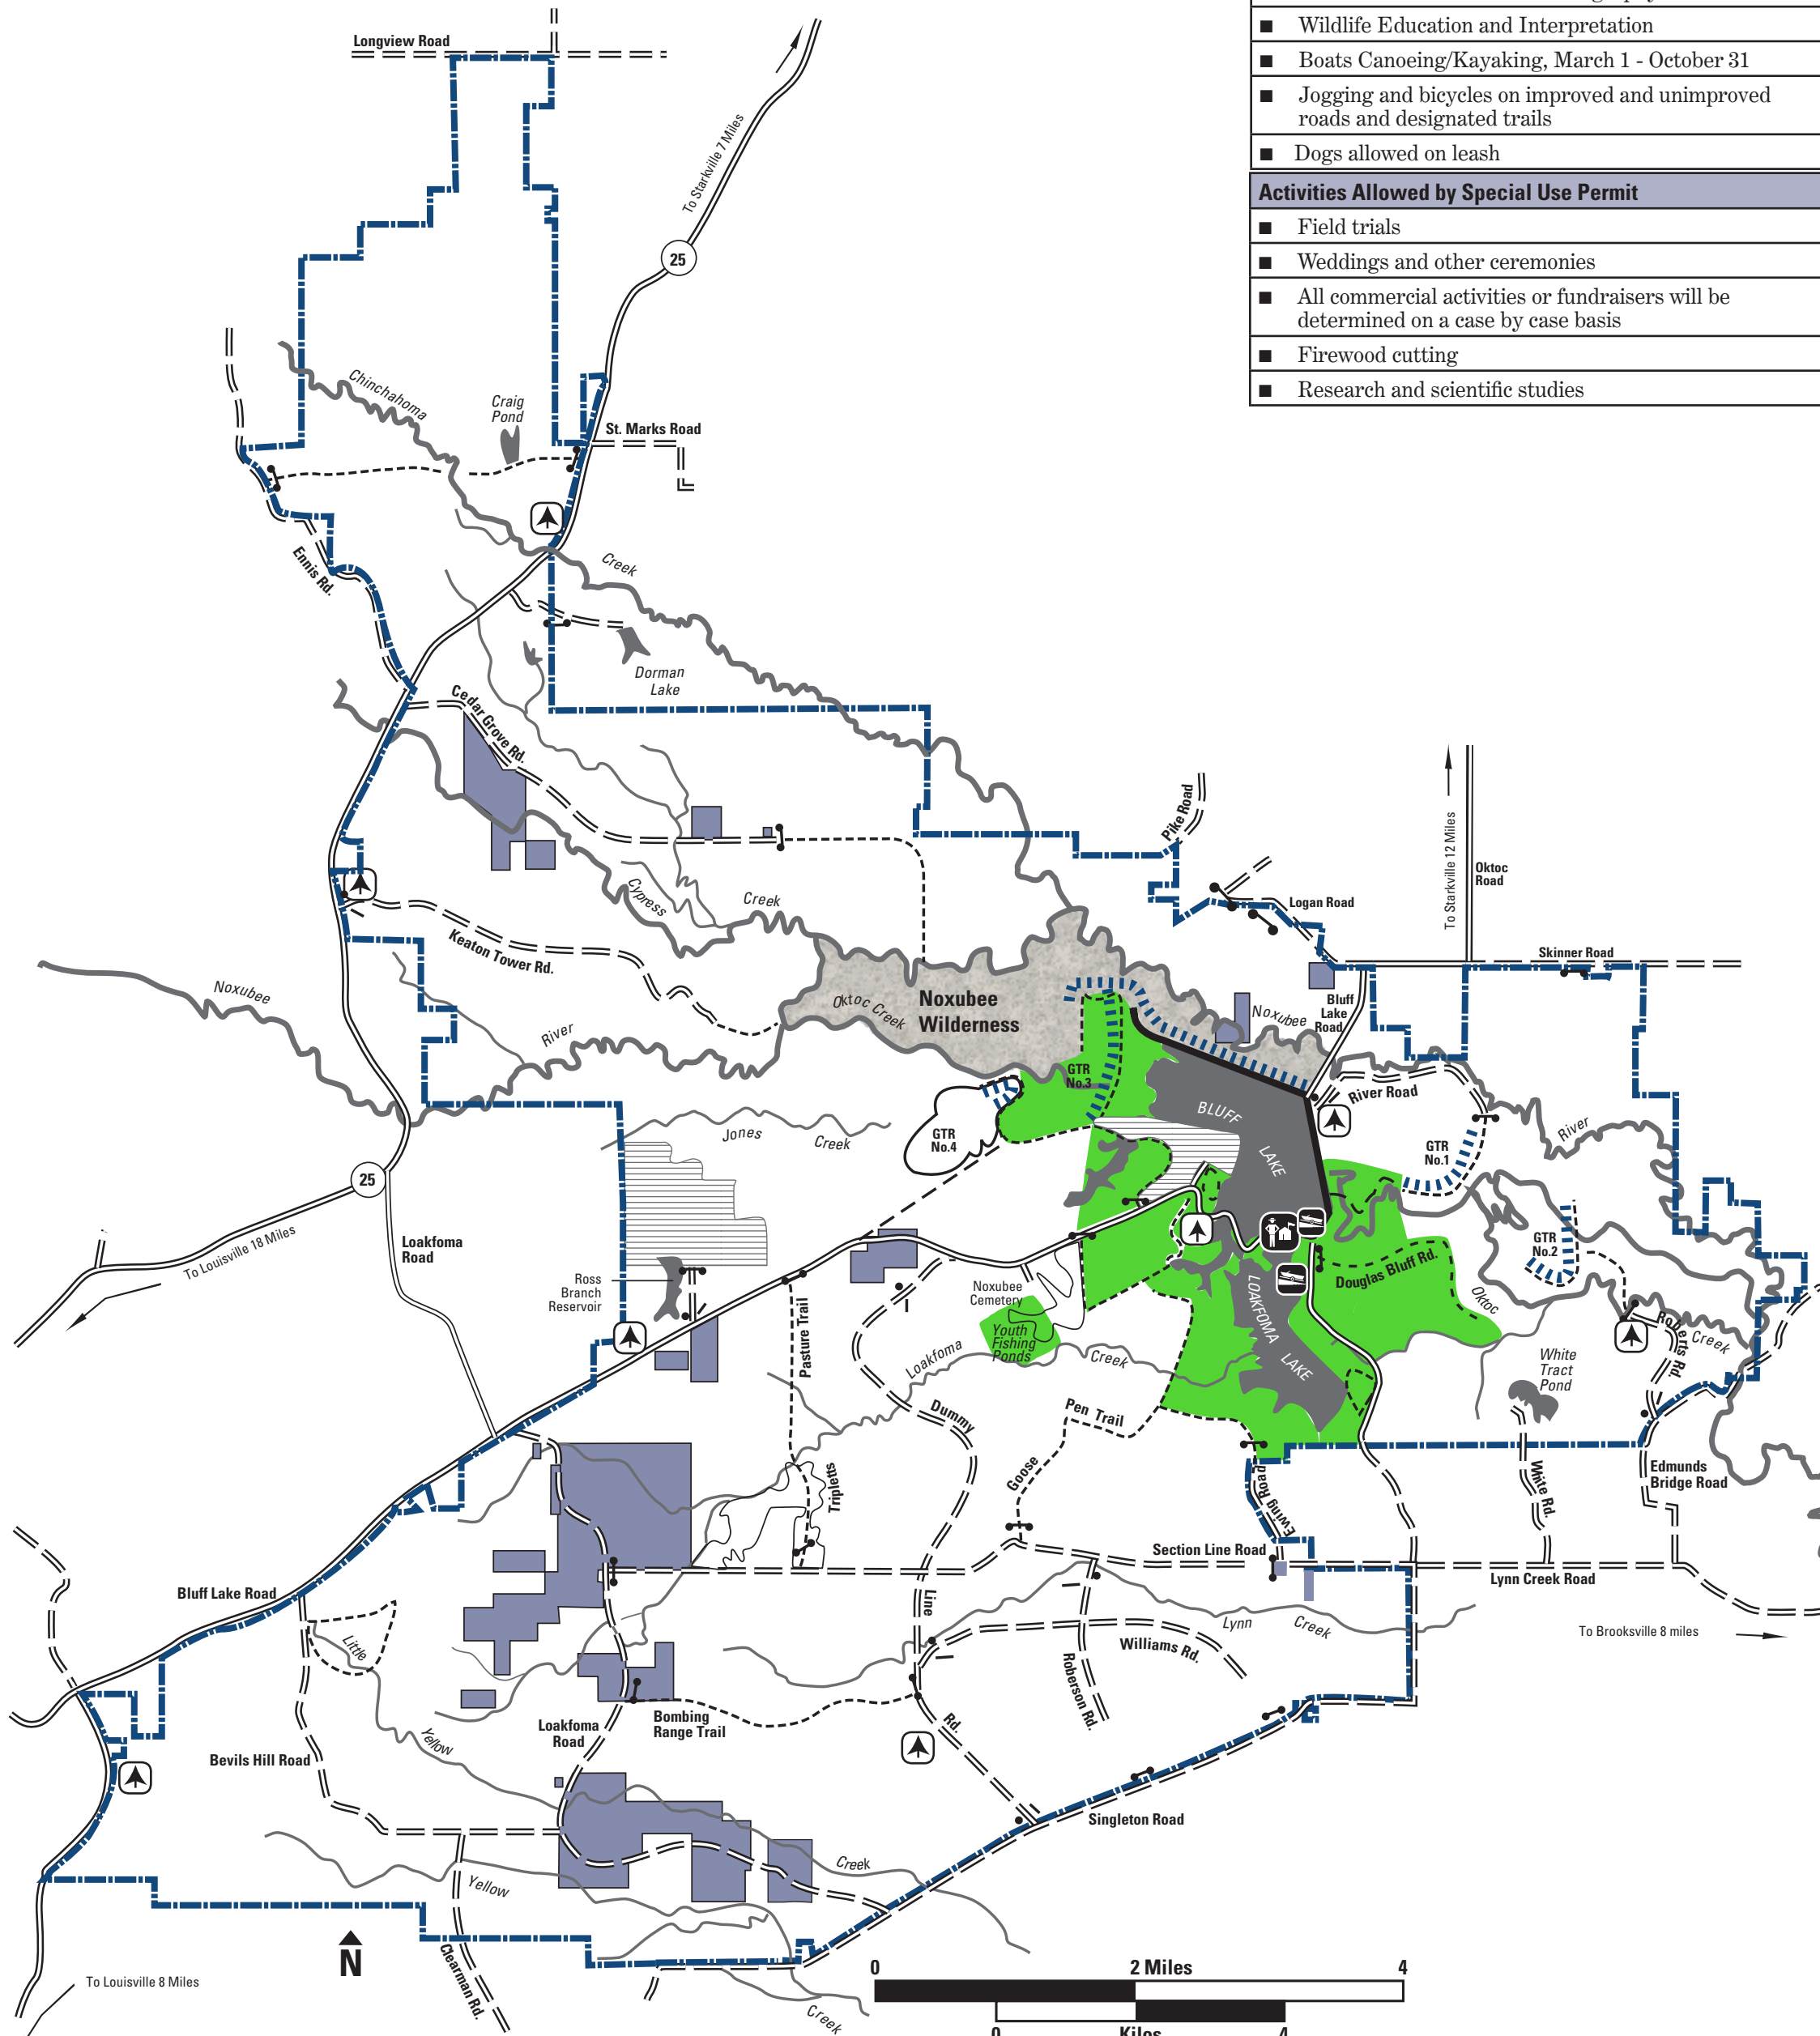 ■ Wildlife Education and Interpretation
■ Boats Canoeing/Kayaking, March 1 - October 31
■ Jogging and bicycles on improved and unimproved
roads and designated trails
■ Dogs allowed on leash
Activities Allowed by Special Use Permit
■ Field trials
■ Weddings and other ceremonies
■ All commercial activities or fundraisers will be
determined on a case by case basis
■ Firewood cutting
■ Research and scientific studies
Longview Road
To Starkville 7 Miles
25
Chinchahoma
Craig
Pond
St. Marks Road
Creek
Ennis Rd.
Dorman
Lake
Cedar Grove Rd.
Pike Road
To Starkville 12 Miles
Oktoc
Road
Logan Road
Cypress
Creek
Keaton Tower Rd.
Skinner Road
Noxubee
River
Oktoc Creek
Noxubee
Wilderness
Noxubee
Bluff
Lake
Road
GTR
No.3
River Road
BLUFF
LAKE
GTR
No.4
Jones
Creek
GTR
No.1
River
25
Loakfoma
Road
To Louisville 18 Miles
GTR
No.2
Ross
Branch
Reservoir
Noxubee
Cemetery
Douglas Bluff Rd.
Oktoc
Youth
Fishing
Ponds
Pasture Trail
Loakfoma
Creek
LOAKFOMA
LAKE
Roberts Rd.
Creek
White
Tract
Pond
Pen Trail
Dummy
Goose
Tripletts
Ewing Road
White Rd.
Edmunds
Bridge Road
Section Line Road
Lynn Creek Road
Bluff Lake Road
Line
Lynn
Creek
To Brooksville 8 miles
Little
Williams Rd.
Roberson Rd.
Bombing
Range Trail
Loakfoma
Road
Rd.
Yellow
Bevils Hill Road
Singleton Road
Creek
Yellow
N
Clearman Rd.
To Louisville 8 Miles
Creek
0 2 Miles 4
0 Kilos 4